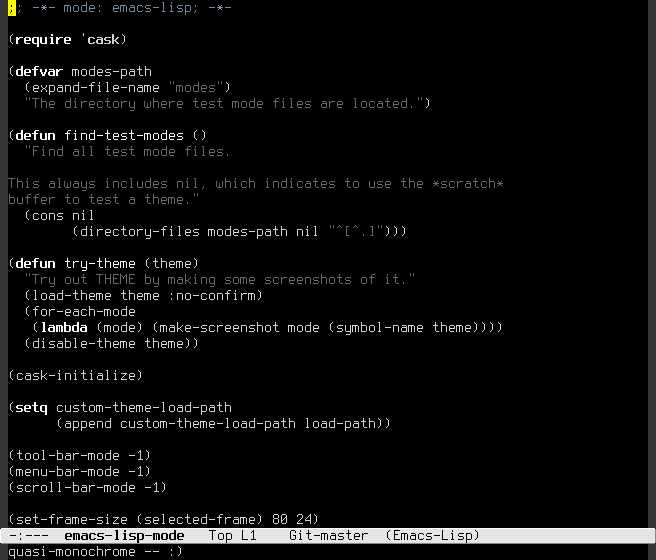 ;; -*- mode: emacs-lisp; -*-

(require 'cask)

(defvar modes-path
  (expand-file-name "modes")
  "The directory where test mode files are located.")

(defun find-test-modes ()
  "Find all test mode files.

This always includes nil, which indicates to use the *scratch*
buffer to test a theme."
  (cons nil
        (directory-files modes-path nil "^[^.]")))

(defun try-theme (theme)
  "Try out THEME by making some screenshots of it."
  (load-theme theme :no-confirm)
  (for-each-mode
   (lambda (mode) (make-screenshot mode (symbol-name theme))))
  (disable-theme theme))

(cask-initialize)

(setq custom-theme-load-path
      (append custom-theme-load-path load-path))

(tool-bar-mode -1)
(menu-bar-mode -1)
(scroll-bar-mode -1)

(set-frame-size (selected-frame) 80 24)
-:---  emacs-lisp-mode   Top L1    Git-master  (Emacs-Lisp)
quasi-monochrome -- :)